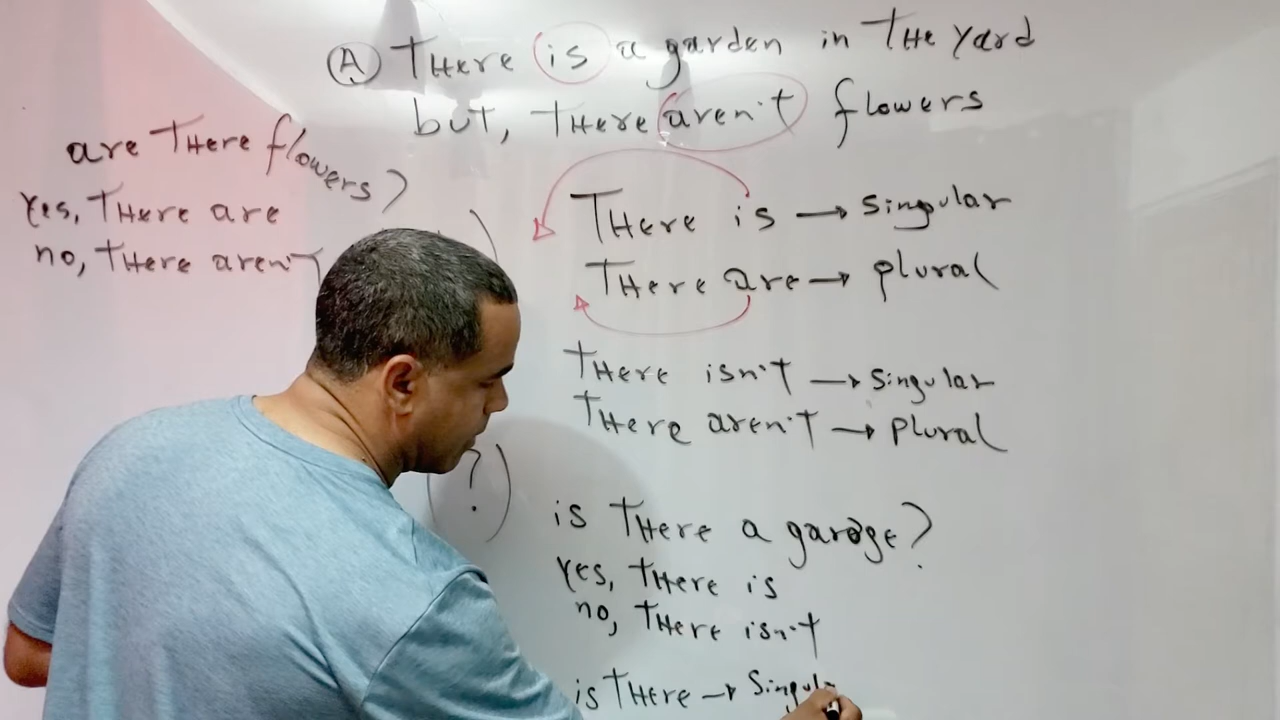 (A) THere is a garden in THe yard
but, THere aren't flowers
are THere flowers?
Yes, THere are
no, THere aren't
THere is → Singular
THere are → plural
THere isn't → Singular
THere aren't → plural
(?)
is THere a garage?
Yes, THere is
no, THere isn't
is THere → Singul